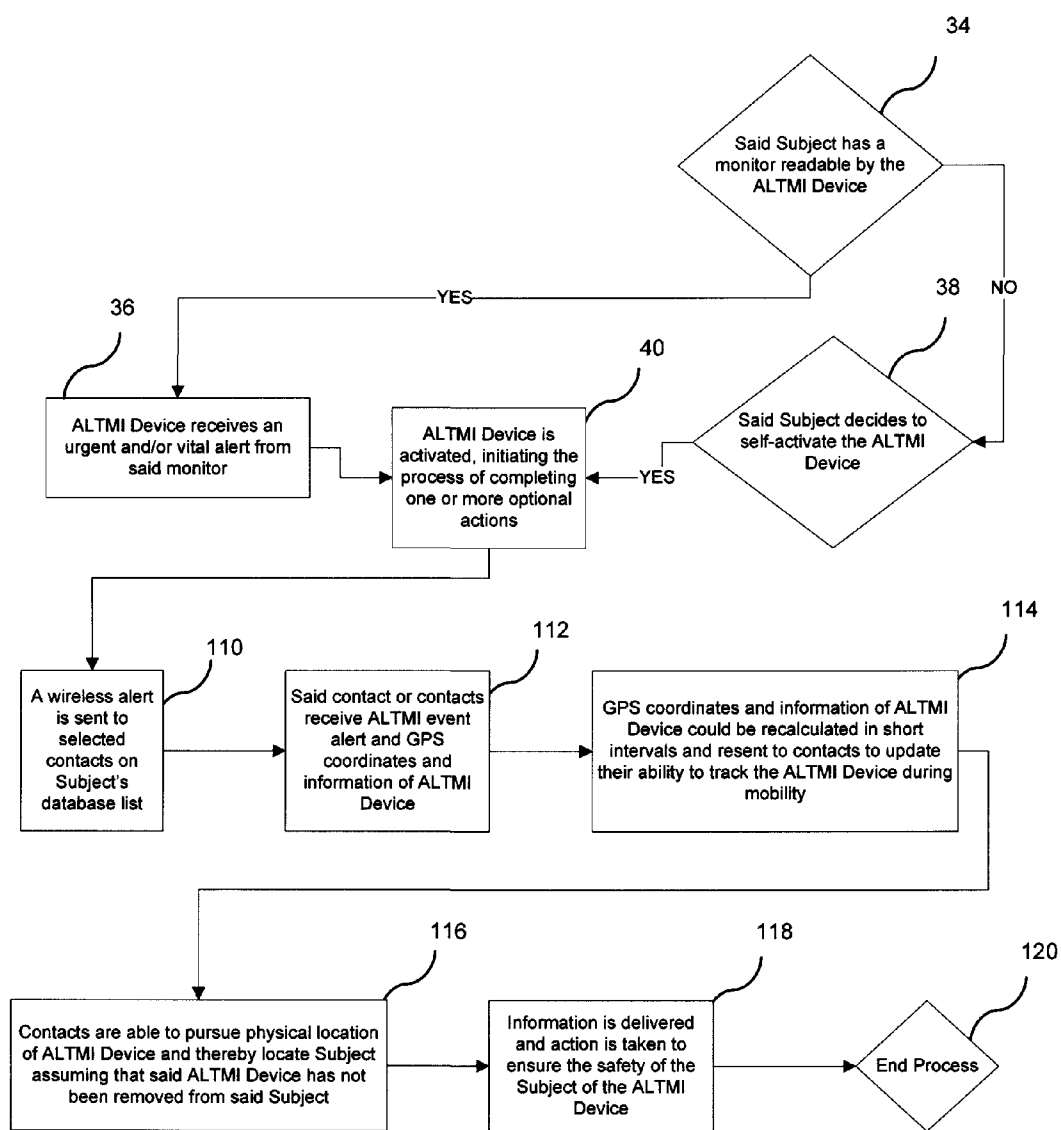 34
Said Subject has a
monitor readable by the
ALTMI Device
YES
NO
36
38
40
ALTMI Device receives an
urgent and/or vital alert from
said monitor
ALTMI Device is
activated, initiating the
process of completing
one or more optional
actions
YES
Said Subject decides to
self-activate the ALTMI
Device
110
112
114
A wireless alert
is sent to
selected
contacts on
Subject's
database list
Said contact or contacts
receive ALTMI event
alert and GPS
coordinates and
information of ALTMI
Device
GPS coordinates and information of ALTMI
Device could be recalculated in short
intervals and resent to contacts to update
their ability to track the ALTMI Device during
mobility
116
118
120
Contacts are able to pursue physical location
of ALTMI Device and thereby locate Subject
assuming that said ALTMI Device has not
been removed from said Subject
Information is delivered
and action is taken to
ensure the safety of the
Subject of the ALTMI
Device
End Process